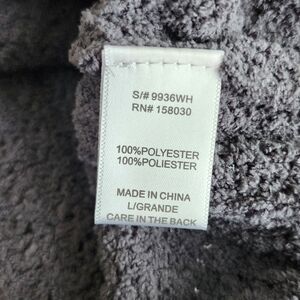 S/# 9936WH
RN# 158030
100%POLYESTER
100%POLIESTER
MADE IN CHINA
L/GRANDE
CARE IN THE BACK